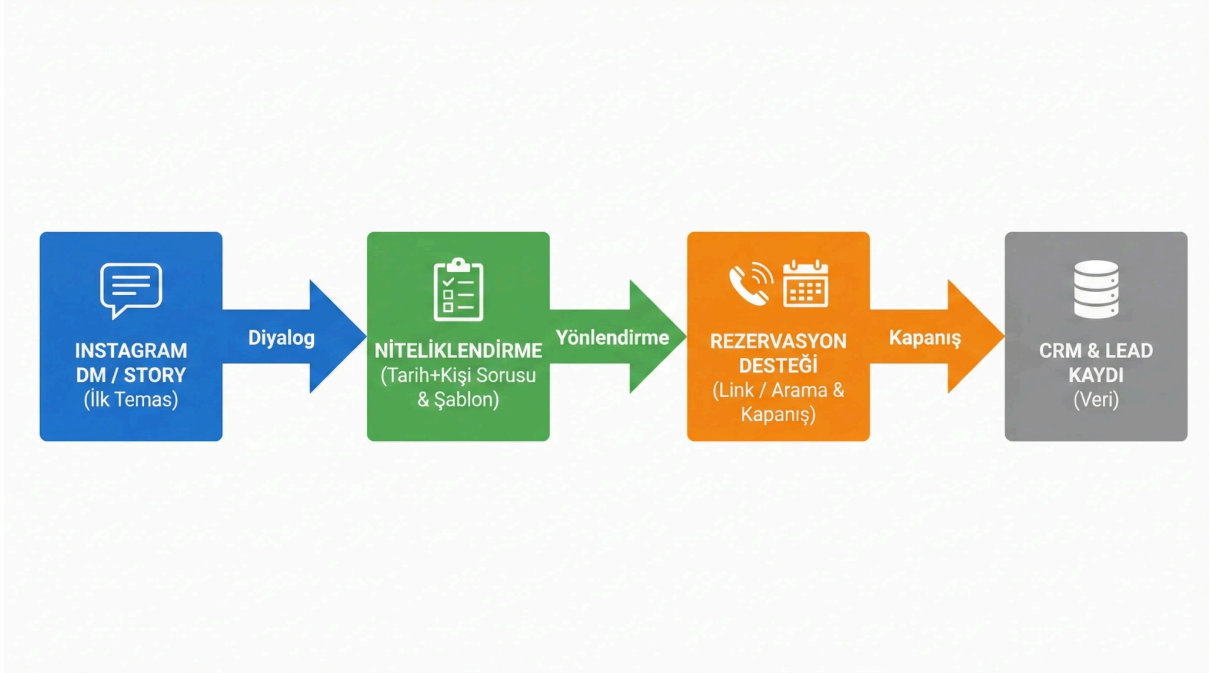 INSTAGRAM
DM / STORY
(İlk Temas)
Diyalog
NİTELİKLENDİRME
(Tarih+Kişi Sorusu
& Şablon)
Yönlendirme
REZERVASYON
DESTEĞİ
(Link / Arama &
Kapanış)
Kapanış
CRM & LEAD
KAYDI
(Veri)